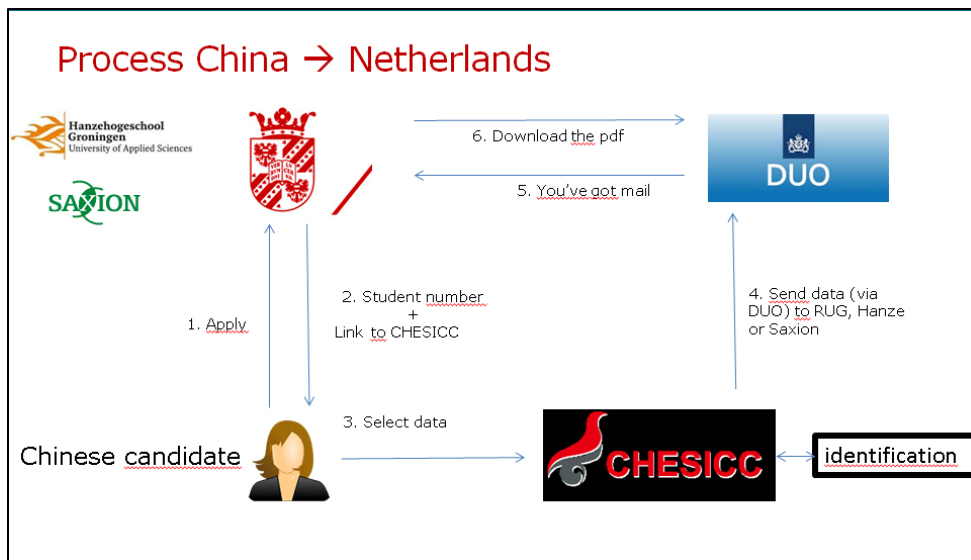 Process China → Netherlands
Hanzehogeschool
Groningen
University of Applied Sciences
SAXION
6. Download the pdf
5. You've got mail
DUO
1. Apply
2. Student number
+
Link to CHESICC
4. Send data (via
DUO) to RUG, Hanze
or Saxion
3. Select data
Chinese candidate
CHESICC
identification